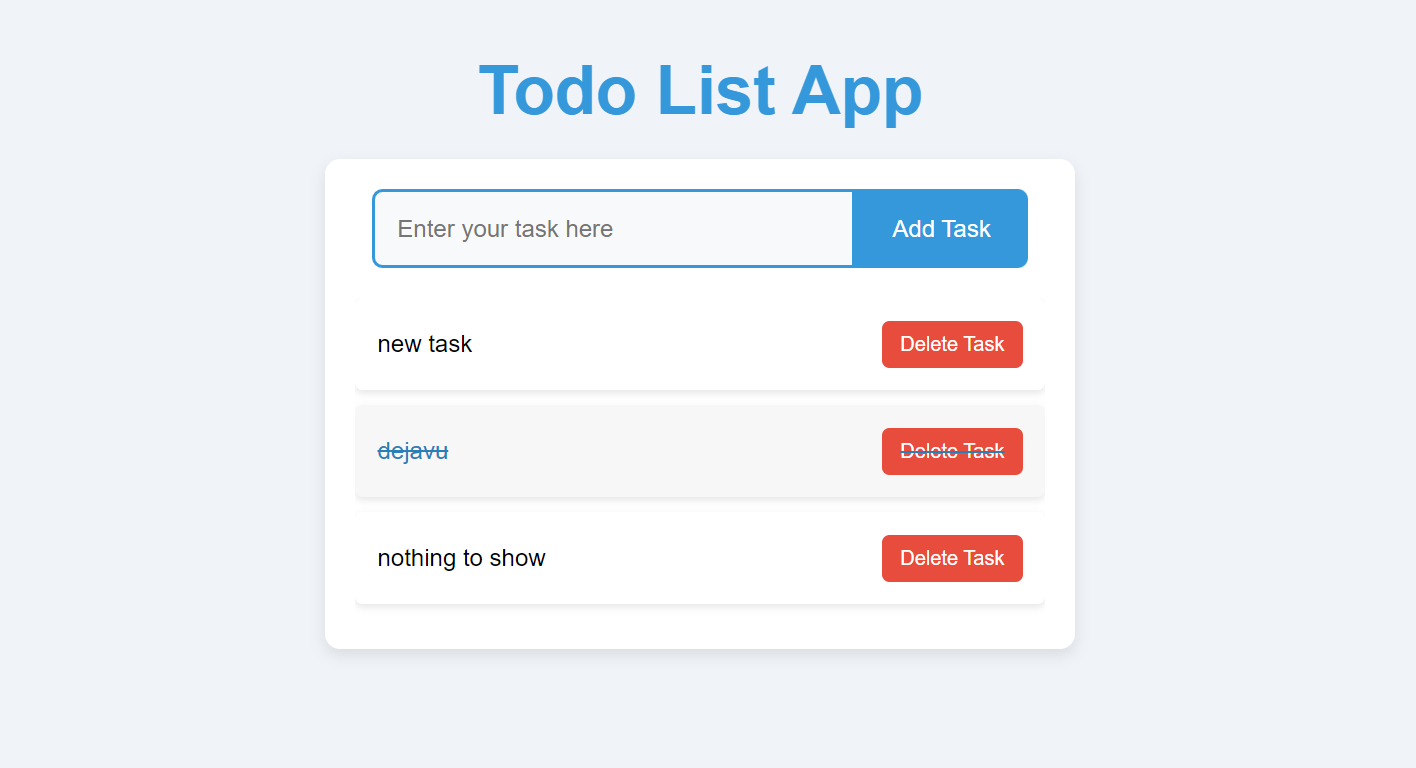 Todo List App
Enter your task here
Add Task
new task
Delete Task
dejavu
Delete Task
nothing to show
Delete Task